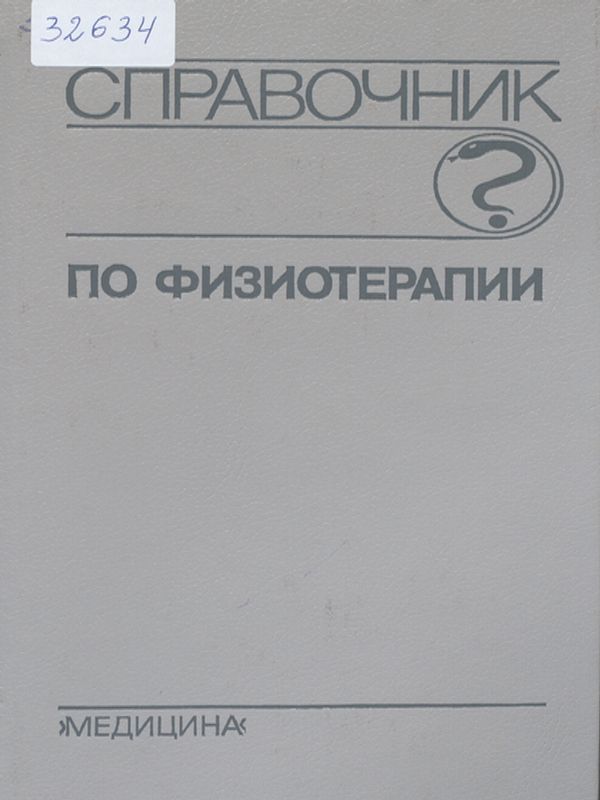 32634
СПРАВОЧНИК
?
ПО ФИЗИОТЕРАПИИ
›МЕДИЦИНА‹